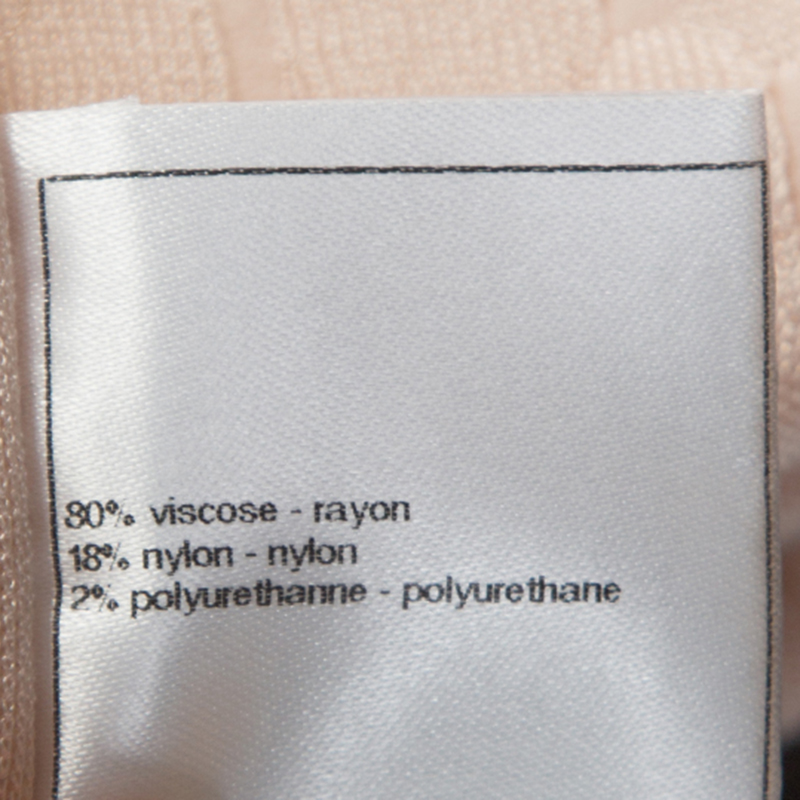 80% viscose - rayon
18% nylon - nylon
2% polyurethanne - polyurethane